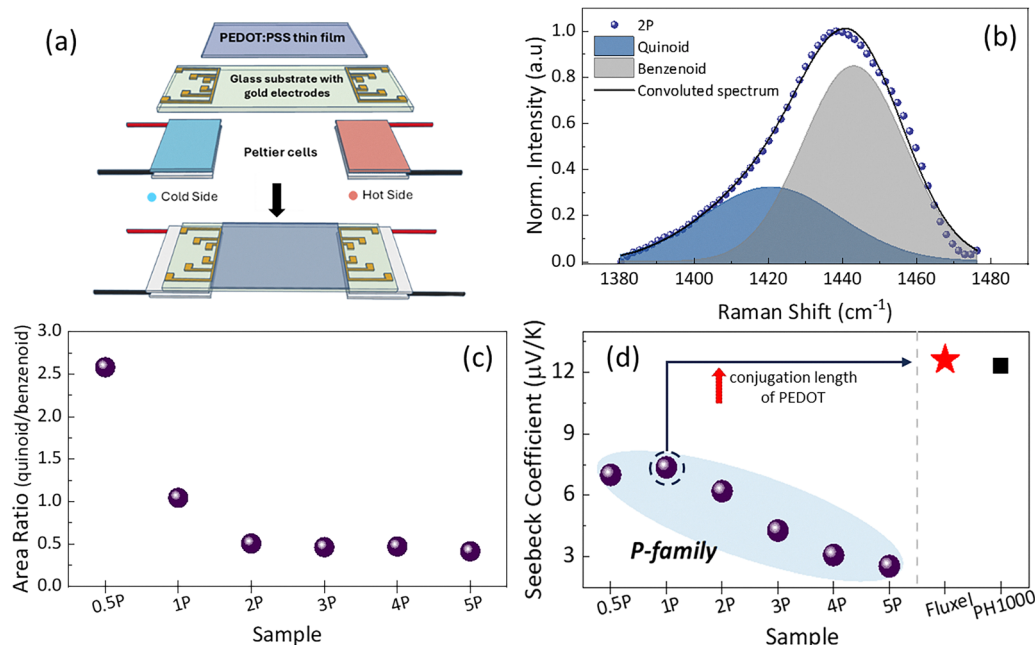 (a)
PEDOT:PSS thin film
Glass substrate with
gold electrodes
Peltier cells
Cold Side
Hot Side
(b)
2P
Quinoid
Benzenoid
Convoluted spectrum
Norm. Intensity (a.u)
1.0
0.8
0.6
0.4
0.2
0.0
1380
1400
1420
1440
1460
1480
Raman Shift (cm⁻¹)
(c)
Area Ratio (quinoid/benzenoid)
3.0
2.5
2.0
1.5
1.0
0.5
0.0
0.5P
1P
2P
3P
4P
5P
Sample
(d)
Seebeck Coefficient (μV/K)
12
9
6
3
conjugation length
of PEDOT
P-family
0.5P
1P
2P
3P
4P
5P
Fluxel
PH1000
Sample